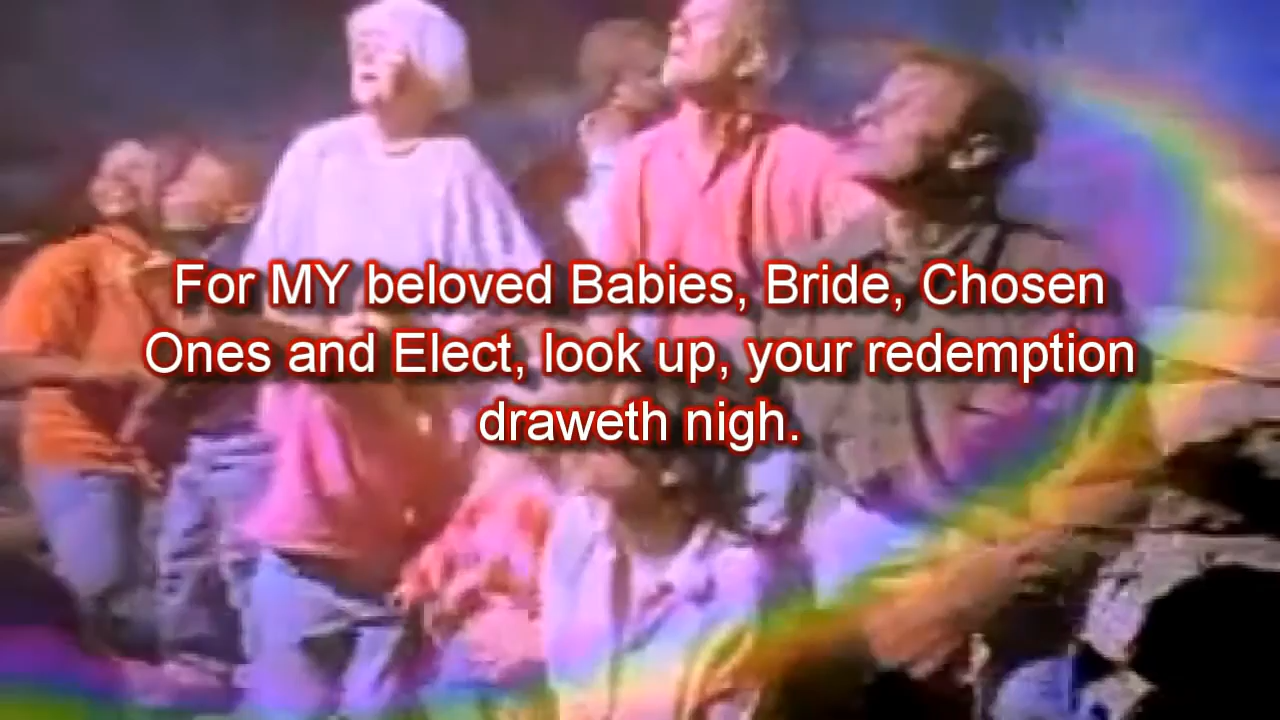 For MY beloved Babies, Bride, Chosen
Ones and Elect, look up, your redemption
draweth nigh.